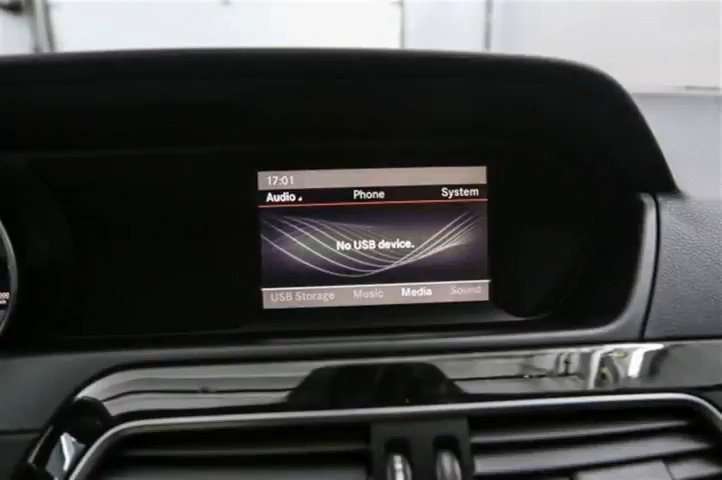 17:01
Audio Phone System
No USB device.
USB Storage Music Media Sound